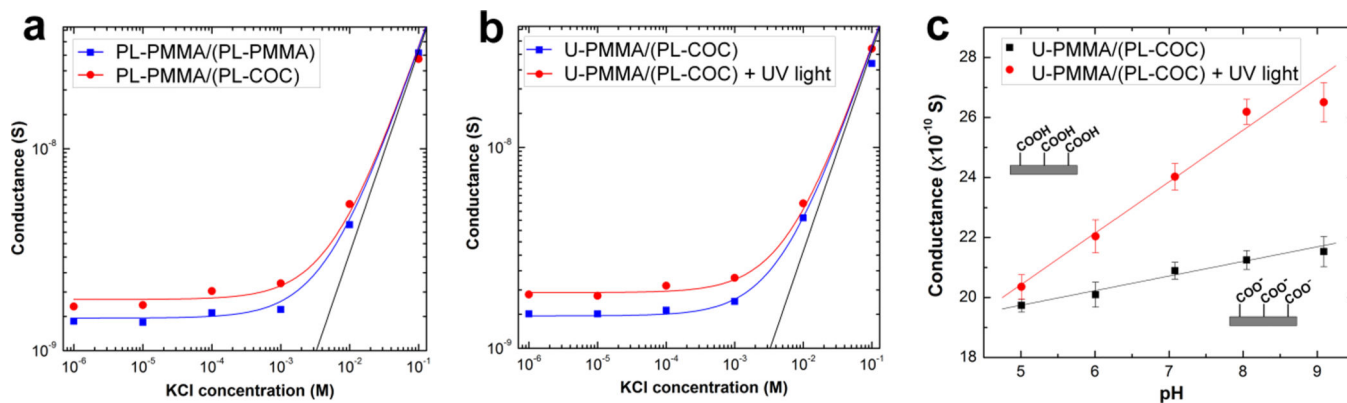 a
PL-PMMA/(PL-PMMA)
PL-PMMA/(PL-COC)
Conductance (S)
10⁻⁸
10⁻⁹
10⁻⁶ 10⁻⁵ 10⁻⁴ 10⁻³ 10⁻² 10⁻¹
KCl concentration (M)
b
U-PMMA/(PL-COC)
U-PMMA/(PL-COC) + UV light
Conductance (S)
10⁻⁸
10⁻⁹
10⁻⁶ 10⁻⁵ 10⁻⁴ 10⁻³ 10⁻² 10⁻¹
KCl concentration (M)
c
U-PMMA/(PL-COC)
U-PMMA/(PL-COC) + UV light
Conductance (×10⁻¹⁰ S)
28
26
24
22
20
18
COOH COOH COOH
COO⁻ COO⁻ COO⁻
5 6 7 8 9
pH